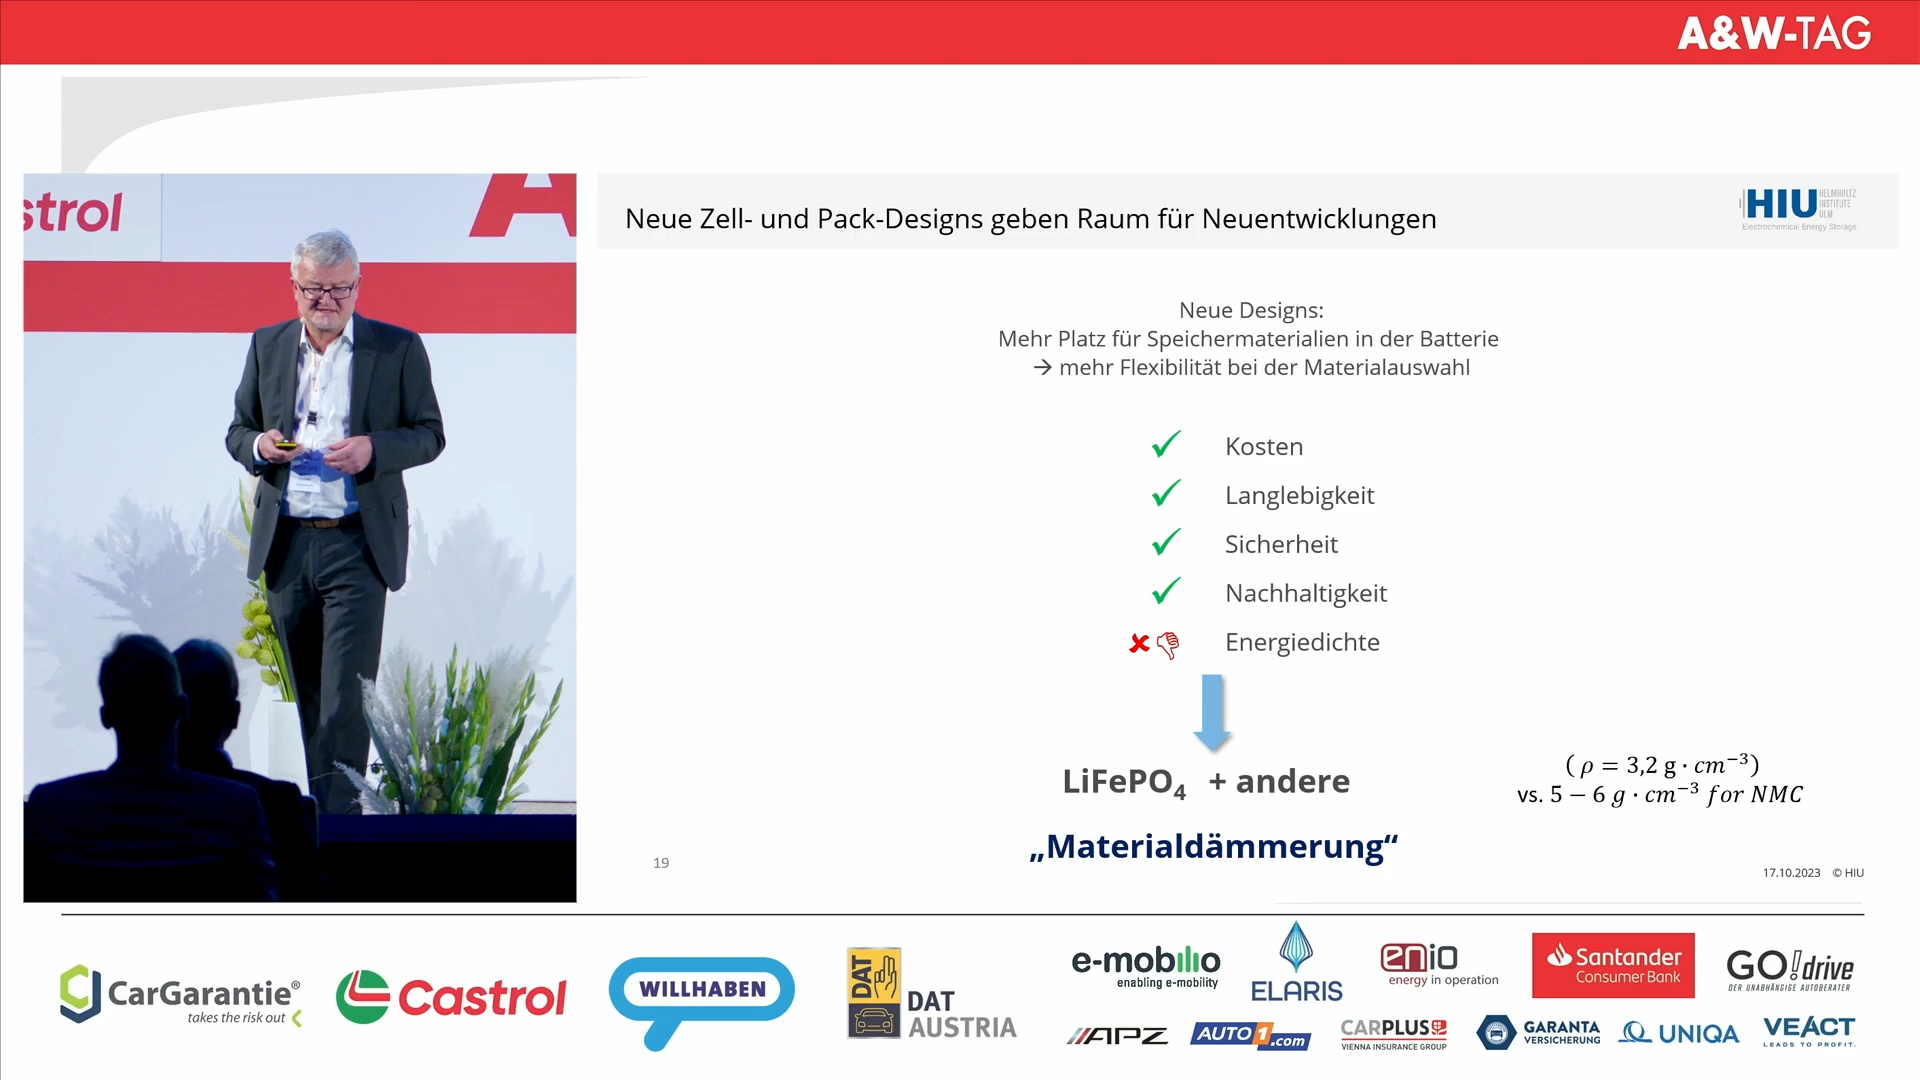 A&W-TAG
strol
A
Neue Zell- und Pack-Designs geben Raum für Neuentwicklungen
HIU
HELMHOLTZ
INSTITUTE
ULM
Electrochemical Energy Storage
Neue Designs:
Mehr Platz für Speichermaterialien in der Batterie
→ mehr Flexibilität bei der Materialauswahl
✓ Kosten
✓ Langlebigkeit
✓ Sicherheit
✓ Nachhaltigkeit
✘ 👎 Energiedichte
LiFePO₄ + andere
( ρ = 3,2 g · cm⁻³)
vs. 5 – 6 g · cm⁻³ for NMC
„Materialdämmerung“
19
17.10.2023 © HIU
CarGarantie®
takes the risk out
Castrol
WILLHABEN
DAT
DAT
AUSTRIA
e-mobilio
enabling e-mobility
ELARIS
enio
energy in operation
Santander
Consumer Bank
GO!drive
DER UNABHÄNGIGE AUTOBERATER
APZ
AUTO1.com
CARPLUS
VIENNA INSURANCE GROUP
GARANTA
VERSICHERUNG
UNIQA
VEACT
LEADS TO PROFIT.